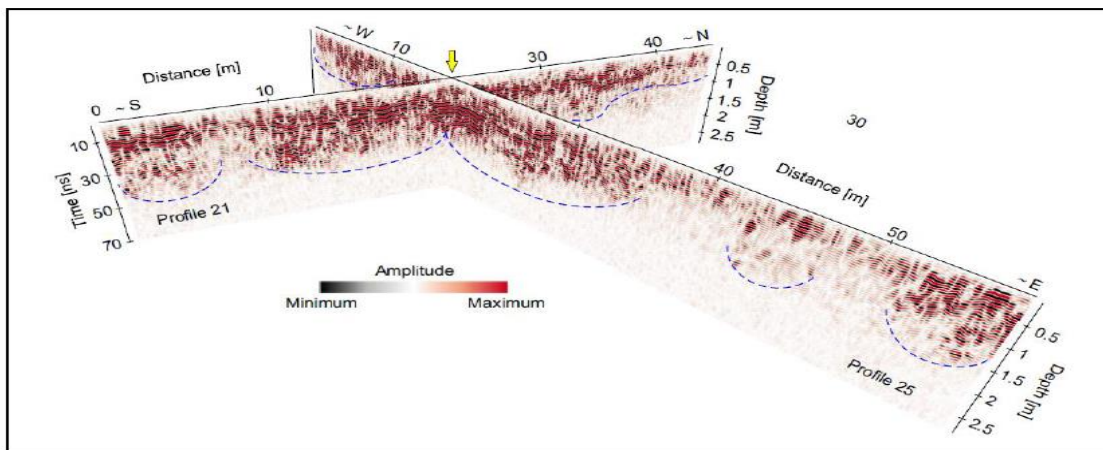 ~ W
10
Distance [m]
0
~ S
10
30
40
~ N
0.5
1
1.5
2
2.5
Depth [m]
30
10
30
50
70
Time [ns]
Profile 21
40
Distance [m]
50
~ E
Amplitude
Minimum
Maximum
Profile 25
0.5
1
1.5
2
2.5
Depth [m]